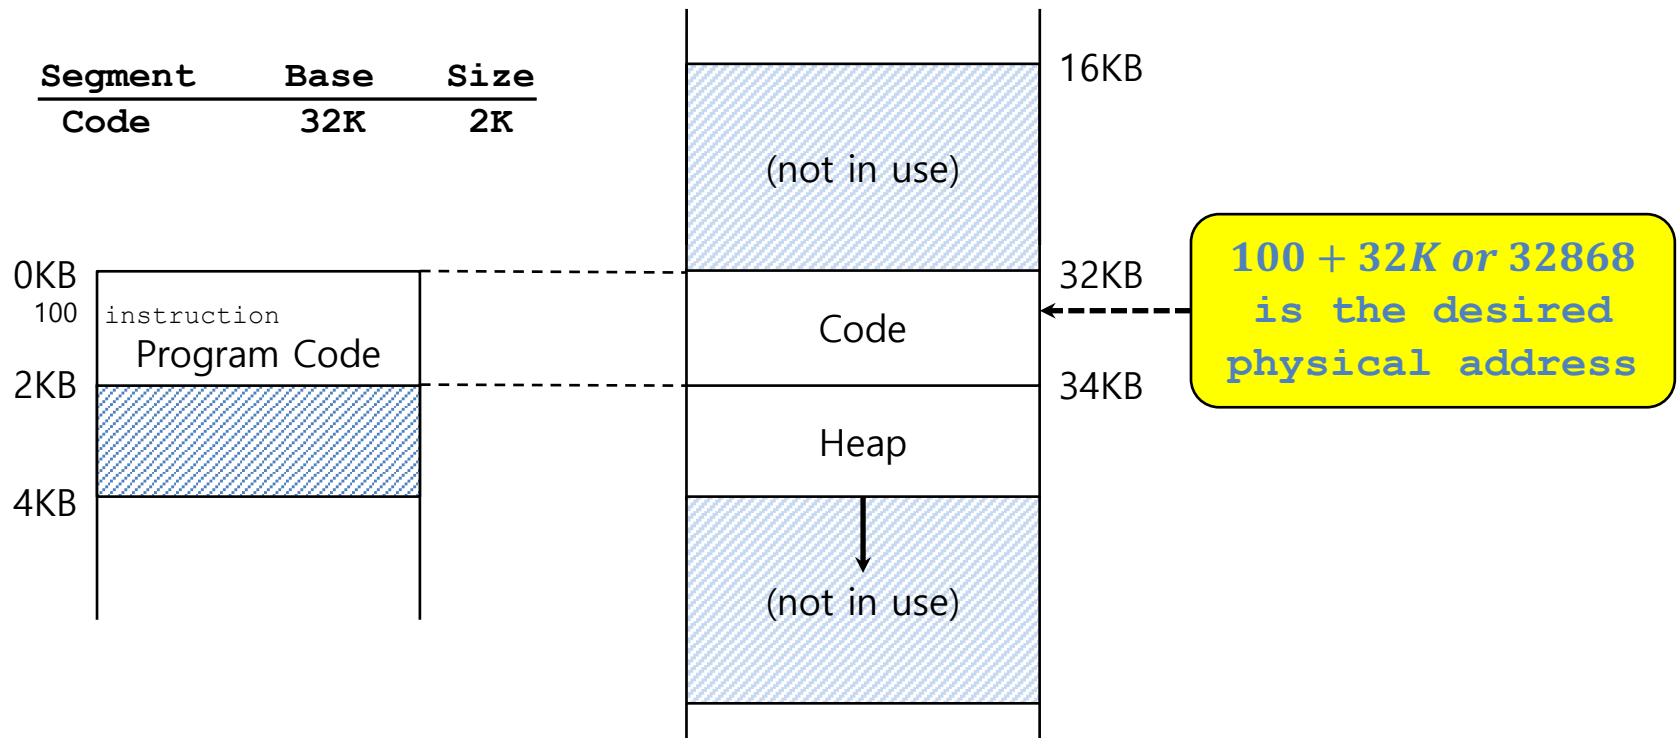 Segment Base Size
Code 32K 2K
0KB
100 instruction
Program Code
2KB
4KB
16KB
(not in use)
32KB
Code
34KB
Heap
(not in use)
100 + 32K or 32868
is the desired
physical address